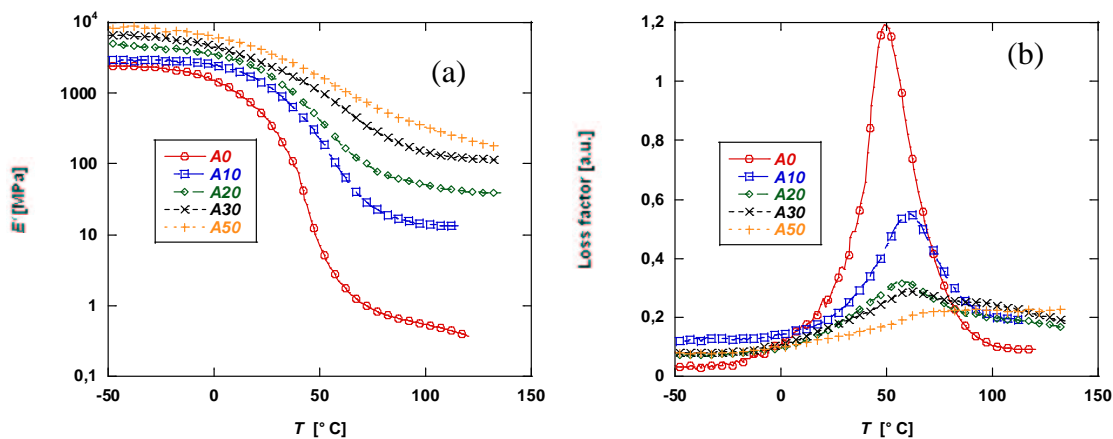 10⁴
1000
100
10
1
0,1
E' [MPa]
(a)
A0
A10
A20
A30
A50
-50 0 50 100 150
T [° C]
1,2
1
0,8
0,6
0,4
0,2
0
Loss factor [a.u.]
(b)
A0
A10
A20
A30
A50
-50 0 50 100 150
T [° C]